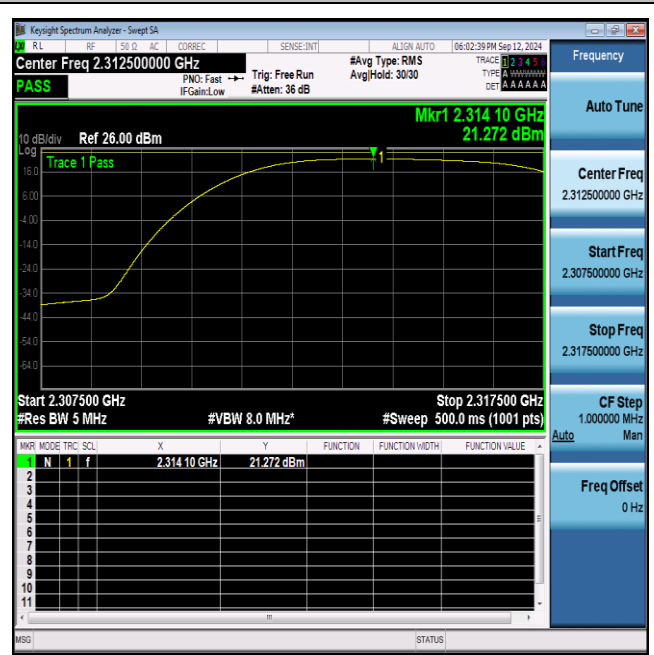 Keysight Spectrum Analyzer - Swept SA
RL RF 50 Ω AC CORREC SENSE:INT ALIGN AUTO 06:02:39 PM Sep 12, 2024
Center Freq 2.312500000 GHz
PASS
PNO: Fast
IFGain:Low
Trig: Free Run
#Atten: 36 dB
#Avg Type: RMS
Avg|Hold: 30/30
TRACE 1 2 3 4 5 6
TYPE A WWWWW
DET A A A A A A
Frequency
Auto Tune
Center Freq
2.312500000 GHz
Start Freq
2.307500000 GHz
Stop Freq
2.317500000 GHz
CF Step
1.000000 MHz
Auto Man
Freq Offset
0 Hz
Mkr1 2.314 10 GHz
21.272 dBm
10 dB/div Ref 26.00 dBm
Log
Trace 1 Pass
1
16.0
6.00
-4.00
-14.0
-24.0
-34.0
-44.0
-54.0
-64.0
Start 2.307500 GHz Stop 2.317500 GHz
#Res BW 5 MHz #VBW 8.0 MHz* #Sweep 500.0 ms (1001 pts)
MKR MODE TRC SCL X Y FUNCTION FUNCTION WIDTH FUNCTION VALUE
1 N 1 f 2.314 10 GHz 21.272 dBm
2
3
4
5
6
7
8
9
10
11
MSG STATUS